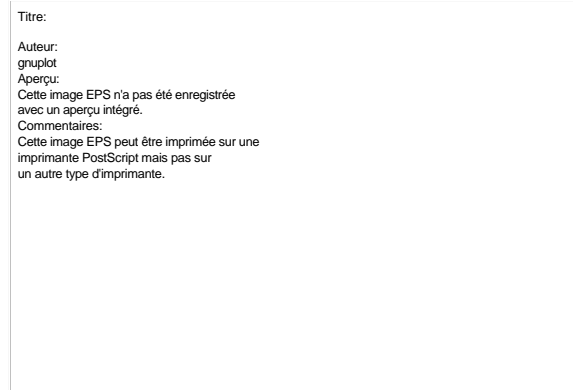 Titre:
Auteur:
gnuplot
Aperçu:
Cette image EPS n'a pas été enregistrée
avec un aperçu intégré.
Commentaires:
Cette image EPS peut être imprimée sur une
imprimante PostScript mais pas sur
un autre type d'imprimante.